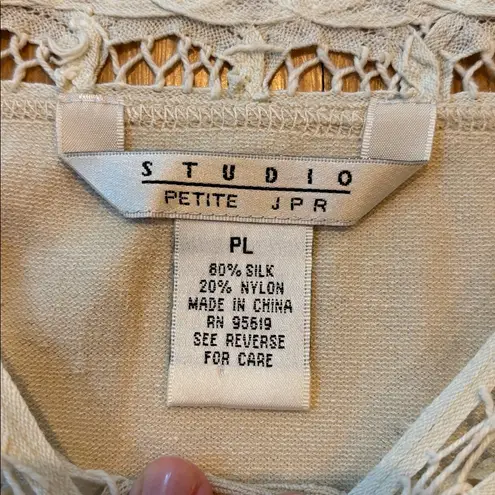 STUDIO
PETITE JPR
PL
80% SILK
20% NYLON
MADE IN CHINA
RN 95619
SEE REVERSE
FOR CARE